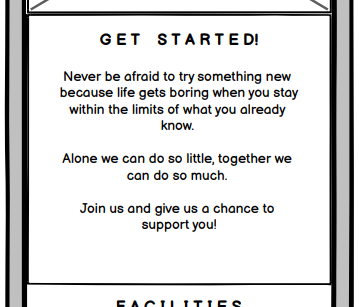 GET STARTED!
Never be afraid to try something new
because life gets boring when you stay
within the limits of what you already
know.
Alone we can do so little, together we
can do so much.
Join us and give us a chance to
support you!
FACILITIES